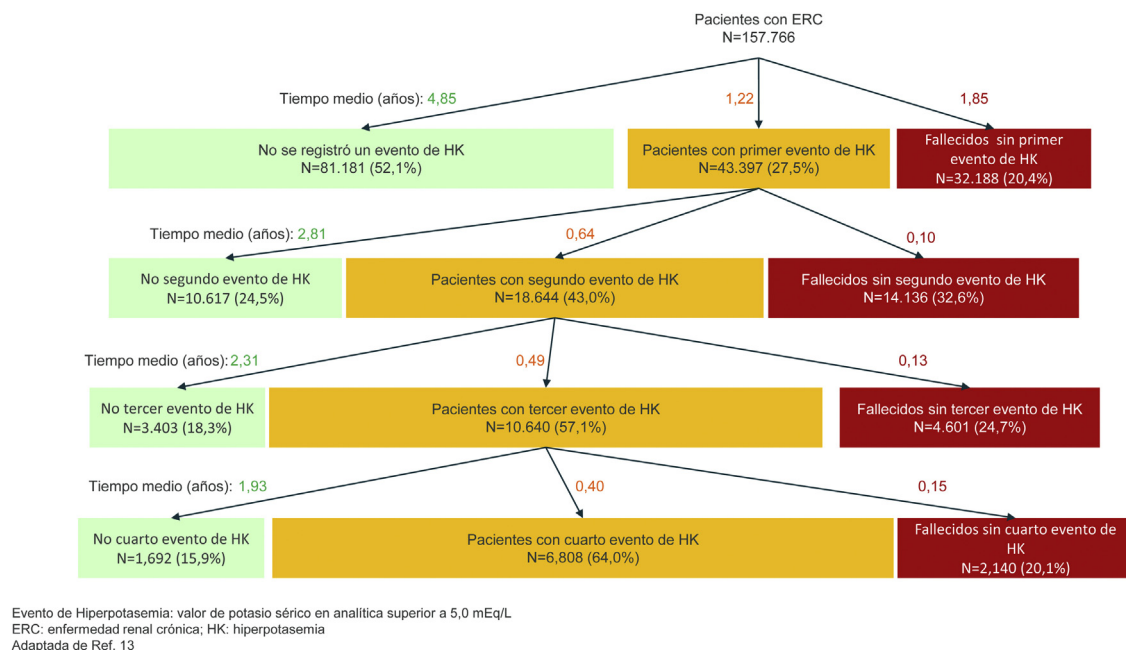 Pacientes con ERC
N=157.766
Tiempo medio (años): 4,85
1,22
1,85
No se registró un evento de HK
N=81.181 (52,1%)
Pacientes con primer evento de HK
N=43.397 (27,5%)
Fallecidos sin primer
evento de HK
N=32.188 (20,4%)
Tiempo medio (años): 2,81
0,64
0,10
No segundo evento de HK
N=10.617 (24,5%)
Pacientes con segundo evento de HK
N=18.644 (43,0%)
Fallecidos sin segundo evento de HK
N=14.136 (32,6%)
Tiempo medio (años): 2,31
0,49
0,13
No tercer evento de HK
N=3.403 (18,3%)
Pacientes con tercer evento de HK
N=10.640 (57,1%)
Fallecidos sin tercer evento de HK
N=4.601 (24,7%)
Tiempo medio (años): 1,93
0,40
0,15
No cuarto evento de HK
N=1,692 (15,9%)
Pacientes con cuarto evento de HK
N=6,808 (64,0%)
Fallecidos sin cuarto evento de
HK
N=2,140 (20,1%)
Evento de Hiperpotasemia: valor de potasio sérico en analítica superior a 5,0 mEq/L
ERC: enfermedad renal crónica; HK: hiperpotasemia
Adaptada de Ref. 13